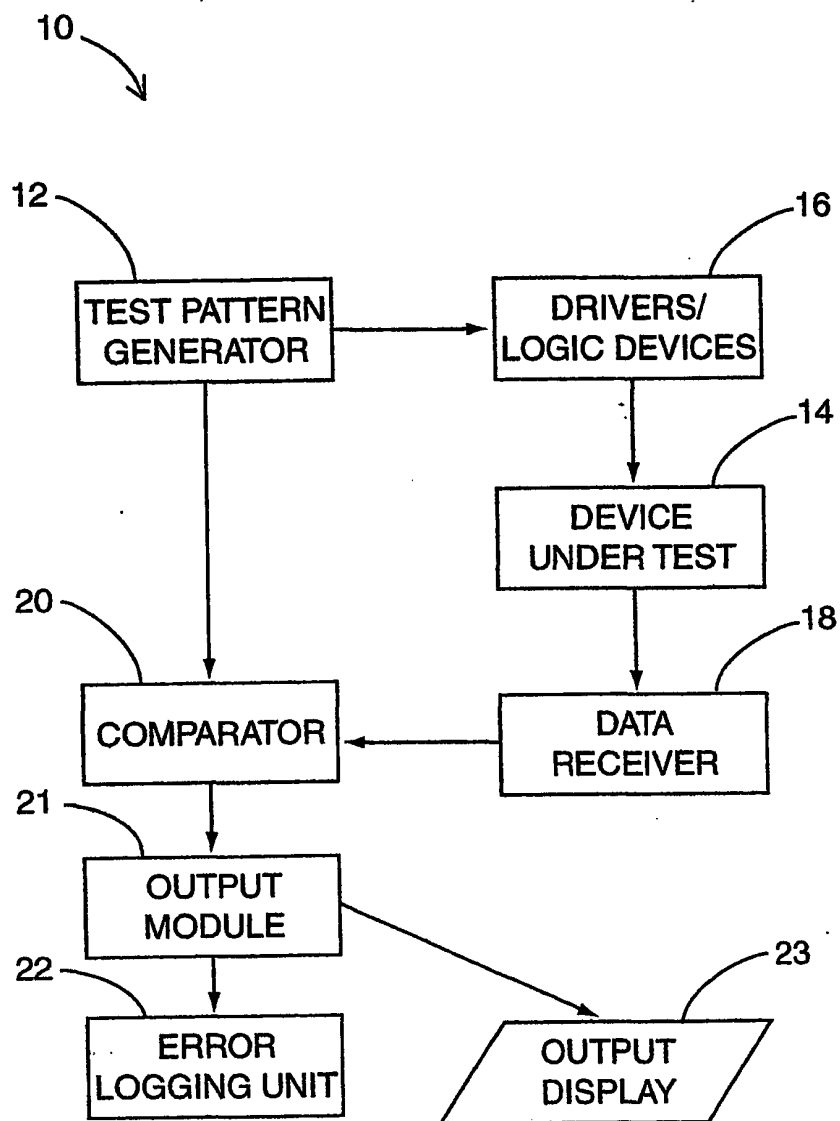 10
12
16
TEST PATTERN
GENERATOR
DRIVERS/
LOGIC DEVICES
14
DEVICE
UNDER TEST
20
18
COMPARATOR
DATA
RECEIVER
21
OUTPUT
MODULE
22
23
ERROR
LOGGING UNIT
OUTPUT
DISPLAY